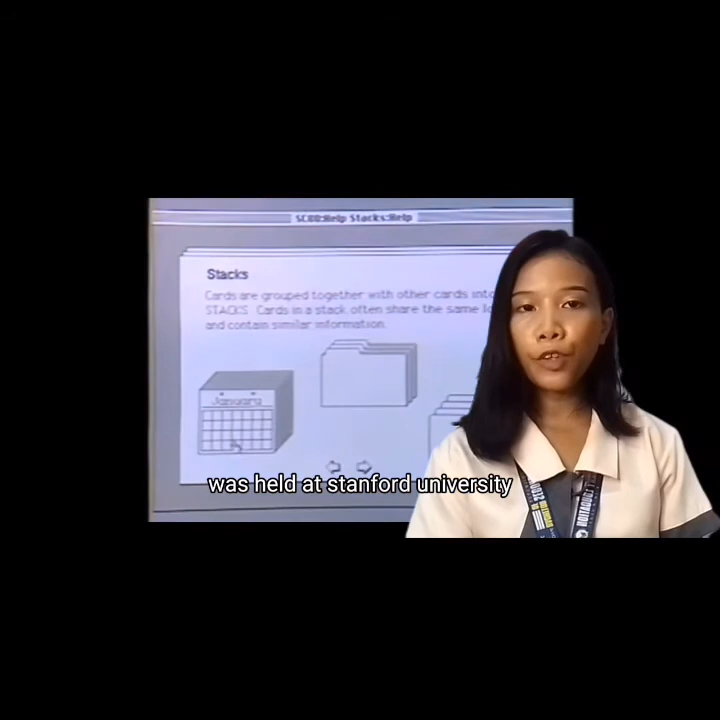 Stacks
Cards are grouped together with other cards into
STACKS. Cards in a stack often share the same
and contain similar information.
January
was held at stanford university